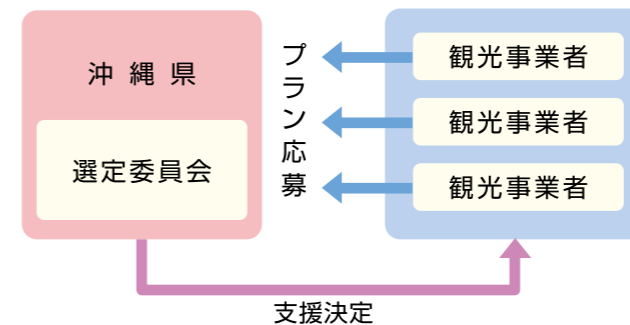 沖縄県
選定委員会
プラン応募
観光事業者
観光事業者
観光事業者
支援決定